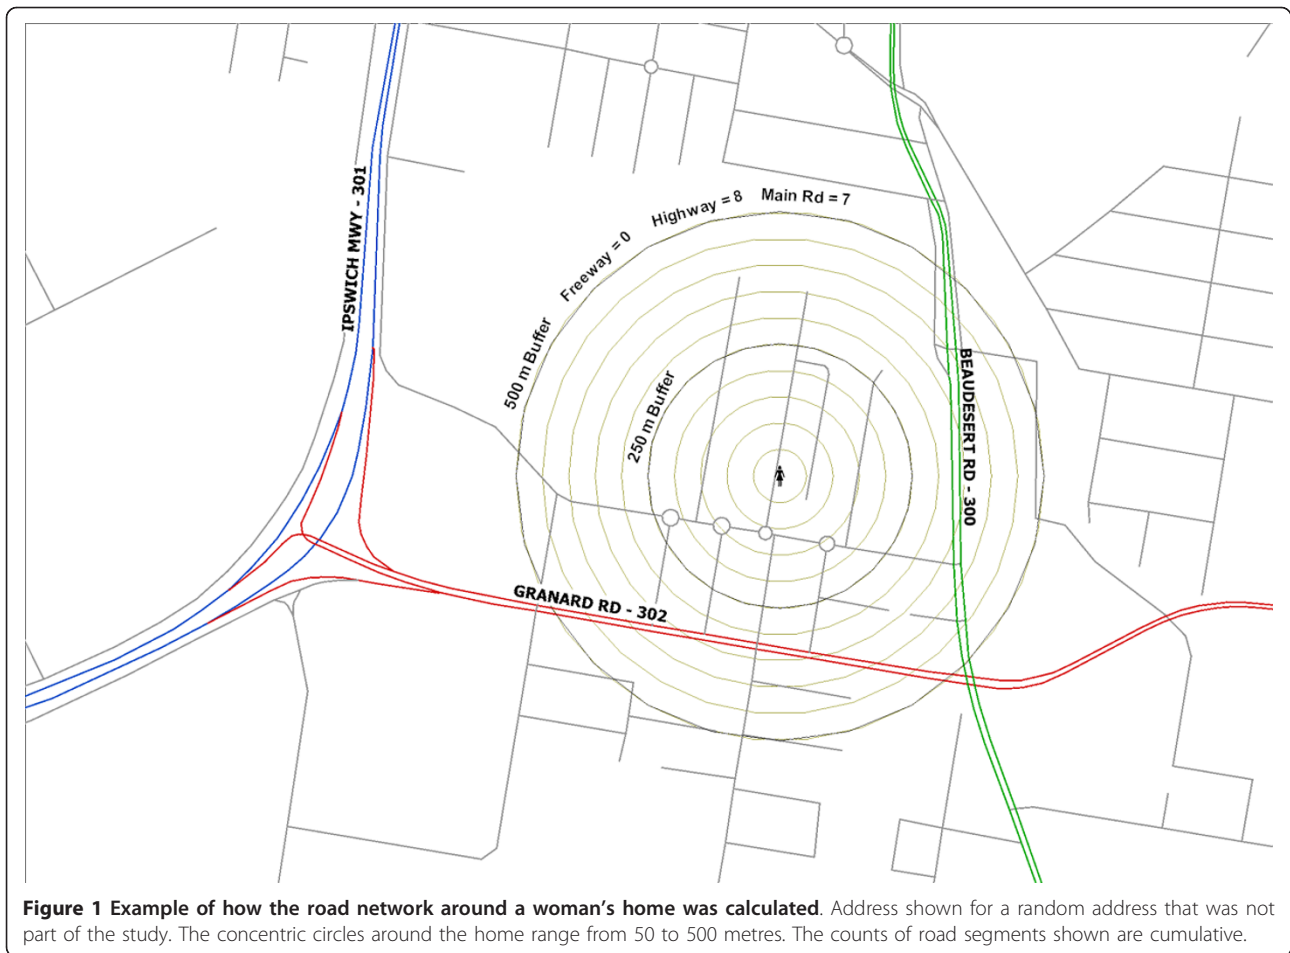 Highway = 8
Main Rd = 7
Freeway = 0
IPSWICH MWY - 301
500 m Buffer
250 m Buffer
BEAUDESERT RD - 300
GRANARD RD - 302
Figure 1 Example of how the road network around a woman's home was calculated. Address shown for a random address that was not
part of the study. The concentric circles around the home range from 50 to 500 metres. The counts of road segments shown are cumulative.